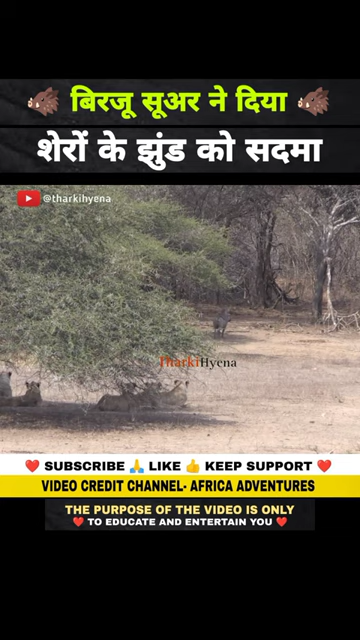 🐗 बिरजू सूअर ने दिया 🐗
शेरों के झुंड को सदमा
@tharkihyena
TharkiHyena
❤️ SUBSCRIBE 🙏 LIKE 👍 KEEP SUPPORT ❤️
VIDEO CREDIT CHANNEL- AFRICA ADVENTURES
THE PURPOSE OF THE VIDEO IS ONLY
❤️ TO EDUCATE AND ENTERTAIN YOU ❤️